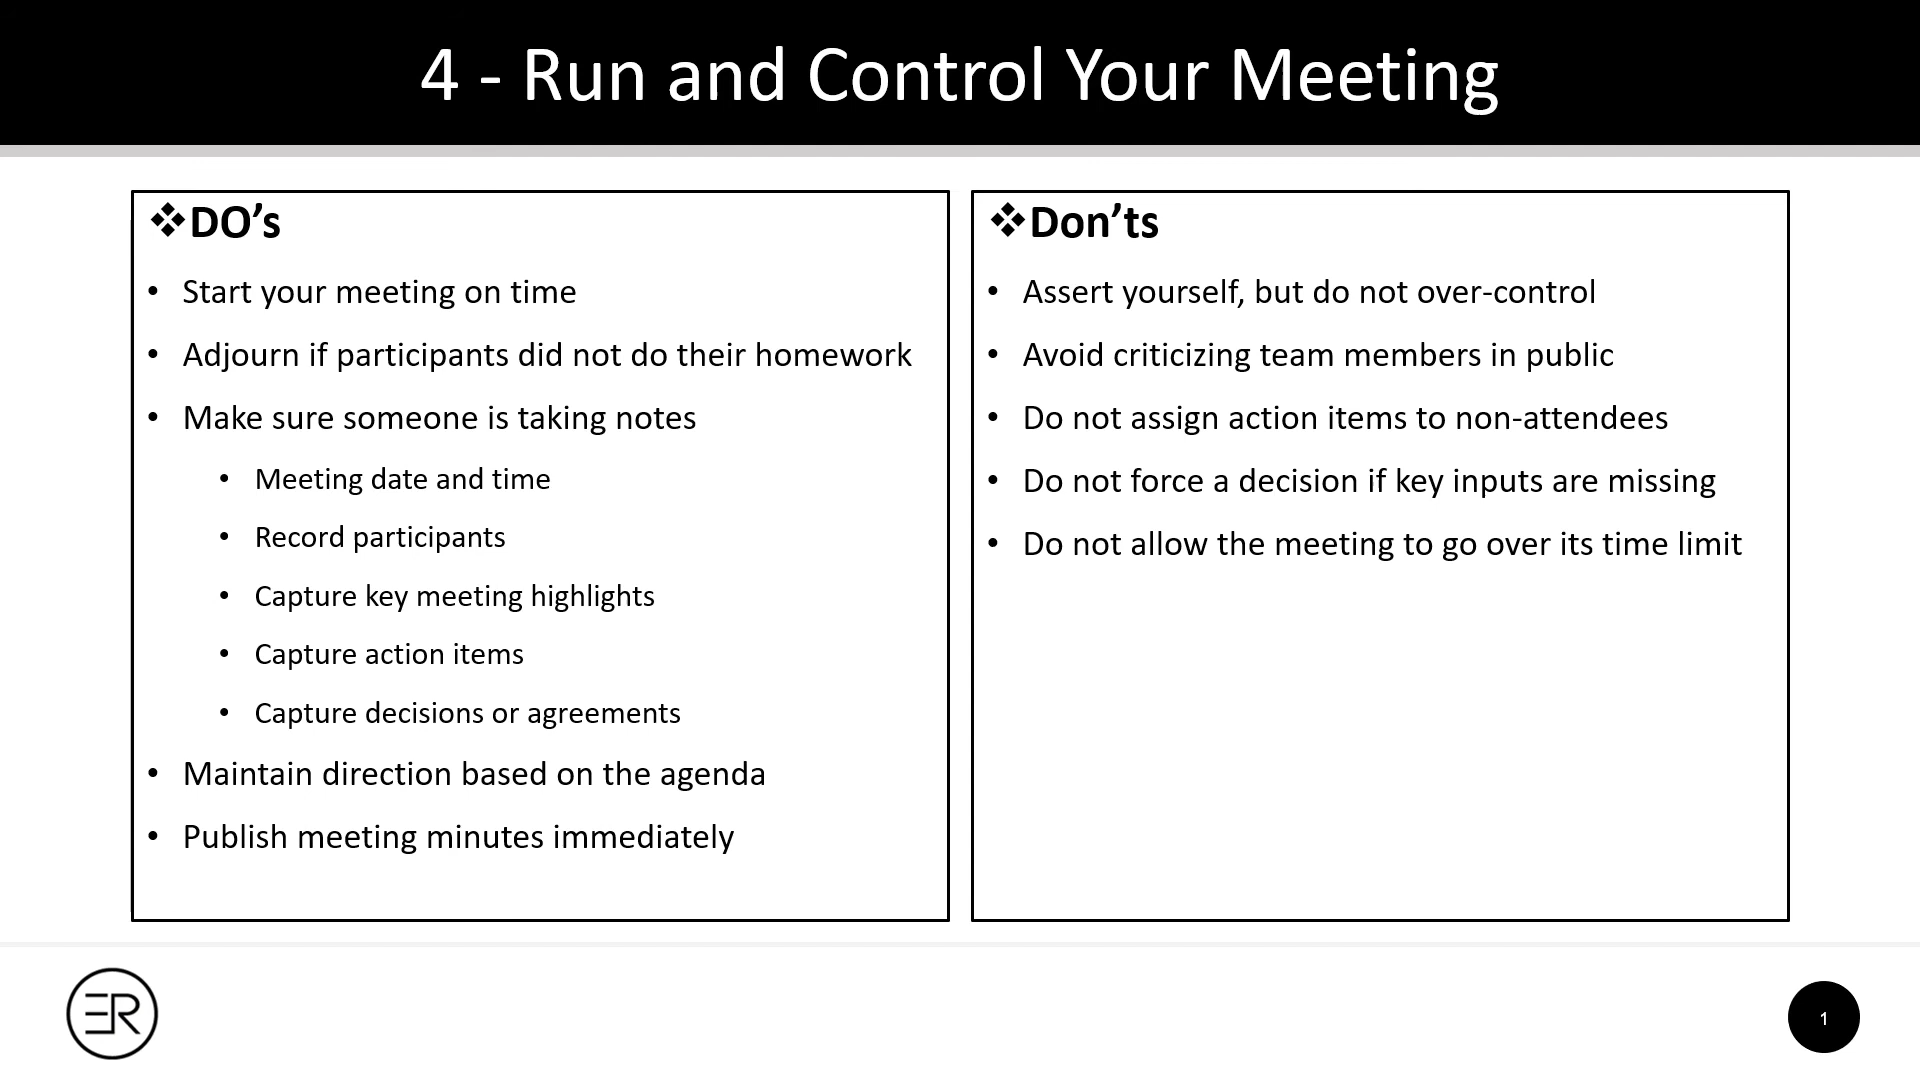 4 - Run and Control Your Meeting
❖DO’s
• Start your meeting on time
• Adjourn if participants did not do their homework
• Make sure someone is taking notes
• Meeting date and time
• Record participants
• Capture key meeting highlights
• Capture action items
• Capture decisions or agreements
• Maintain direction based on the agenda
• Publish meeting minutes immediately
❖Don’ts
• Assert yourself, but do not over-control
• Avoid criticizing team members in public
• Do not assign action items to non-attendees
• Do not force a decision if key inputs are missing
• Do not allow the meeting to go over its time limit
ER
1